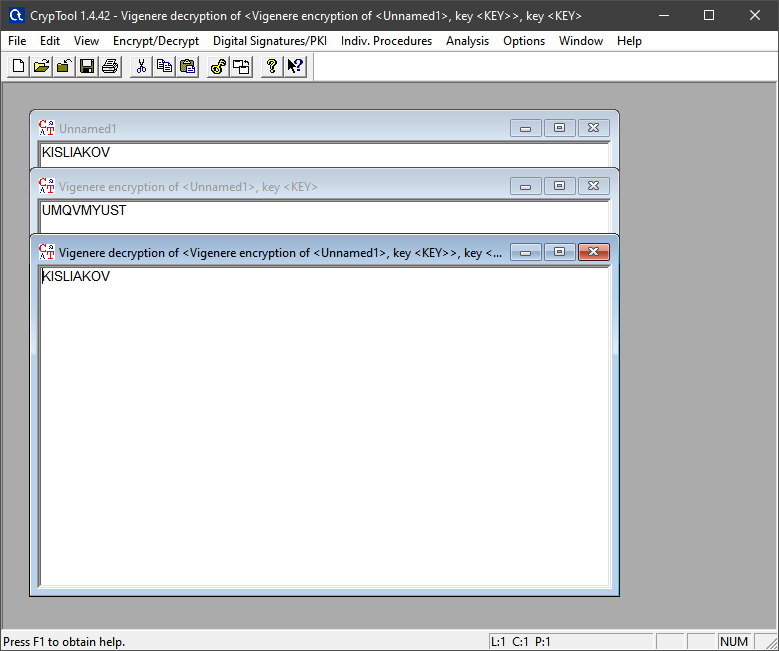 CrypTool 1.4.42 - Vigenere decryption of <Vigenere encryption of <Unnamed1>, key <KEY>>, key <KEY>
File Edit View Encrypt/Decrypt Digital Signatures/PKI Indiv. Procedures Analysis Options Window Help
Unnamed1
KISLIAKOV
Vigenere encryption of <Unnamed1>, key <KEY>
UMQVMYUST
Vigenere decryption of <Vigenere encryption of <Unnamed1>, key <KEY>>, key <...
KISLIAKOV
Press F1 to obtain help.
L:1 C:1 P:1
NUM